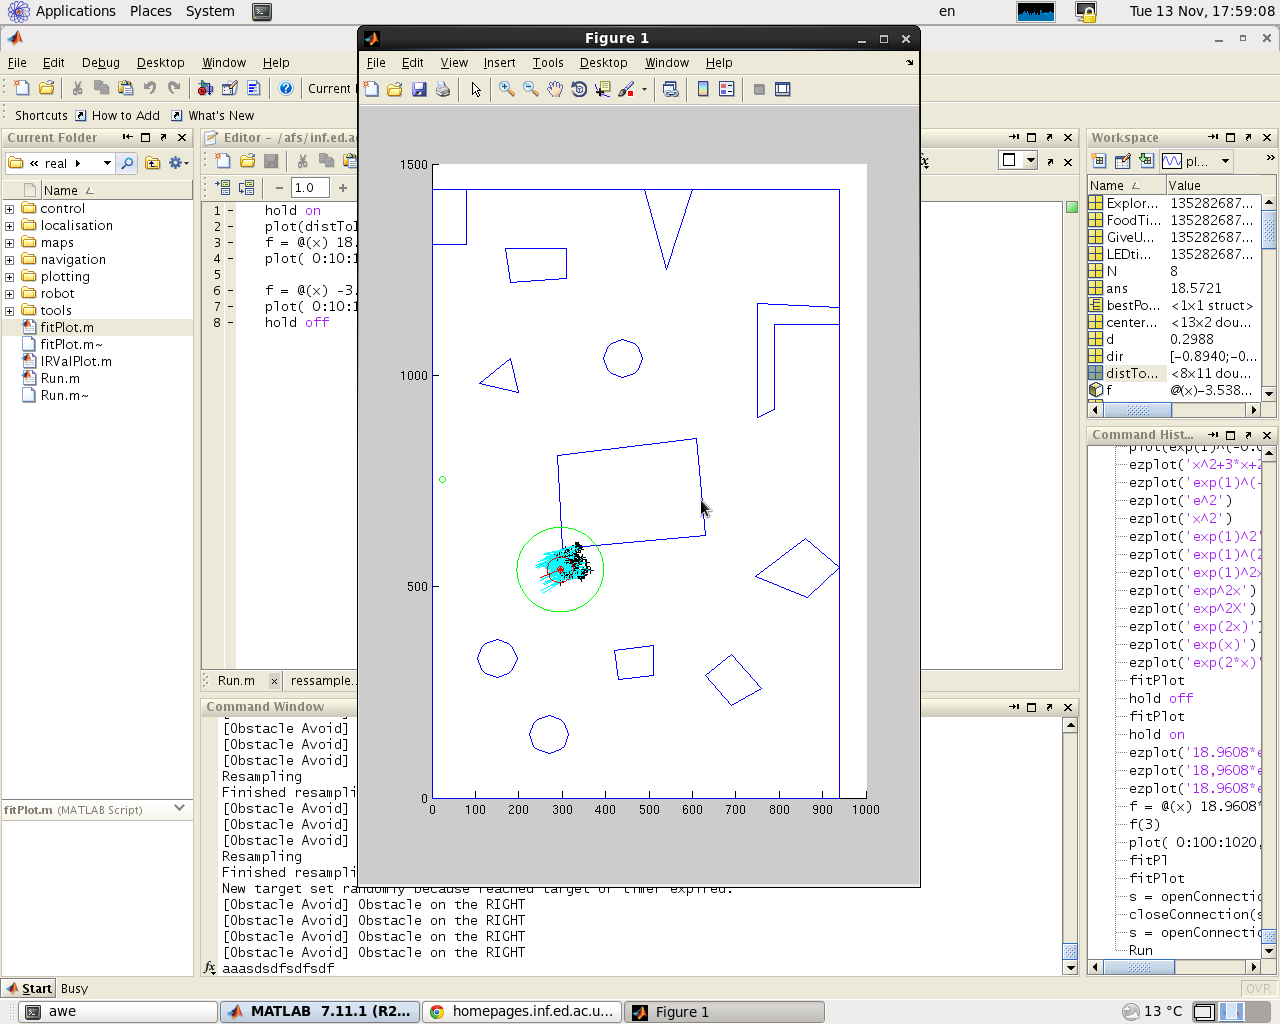 Applications Places System
en
Tue 13 Nov, 17:59:08
Figure 1
File Edit Debug Desktop Window Help
File Edit View Insert Tools Desktop Window Help
Current
Shortcuts How to Add What's New
Current Folder
« real
Name
control
localisation
maps
navigation
plotting
robot
tools
fitPlot.m
fitPlot.m~
IRValPlot.m
Run.m
Run.m~
fitPlot.m (MATLAB Script)
Editor - /afs/inf.ed.a
1.0
1 - hold on
2 - plot(distTo
3 - f = @(x) 18.
4 - plot( 0:10:1
5
6 - f = @(x) -3.
7 - plot( 0:10:1
8 - hold off
Run.m × ressample.
Command Window
[Obstacle Avoid]
[Obstacle Avoid]
[Obstacle Avoid]
Resampling
Finished resampli
[Obstacle Avoid]
[Obstacle Avoid]
[Obstacle Avoid]
Resampling
Finished resampli
New target set randomly because reached target or timer expired.
[Obstacle Avoid] Obstacle on the RIGHT
[Obstacle Avoid] Obstacle on the RIGHT
[Obstacle Avoid] Obstacle on the RIGHT
[Obstacle Avoid] Obstacle on the RIGHT
fx aaasdsdfsdfsdf
1500
1000
500
0
0 100 200 300 400 500 600 700 800 900 1000
Workspace
pl...
Name Value
Explor... 135282687...
FoodTi... 135282687...
GiveU... 135282687...
LEDti... 135282687...
N 8
ans 18.5721
bestPo... <1x1 struct>
center... <13x2 dou...
d 0.2988
dir [-0.8940;-0...
distTo... <8x11 dou...
f @(x)-3.538...
Command Hist...
plot(exp(1)^(-0.0
ezplot('x^2+3*x+2
ezplot('exp(1)^(-
ezplot('e^2')
ezplot('x^2')
ezplot('exp(1)^2'
ezplot('exp(1)^(2
ezplot('exp(1)^2x
ezplot('exp^2x')
ezplot('exp^2X')
ezplot('exp(2x)')
ezplot('exp(x)')
ezplot('exp(2*x)'
fitPlot
hold off
fitPlot
hold on
ezplot('18.9608*e
ezplot('18,9608*e
ezplot('18.9608*e
f = @(x) 18.9608*
f(3)
plot( 0:100:1020,
fitPl
fitPlot
s = openConnectio
closeConnection(s
s = openConnectio
Run
Start Busy
OVR
awe
MATLAB 7.11.1 (R2...
homepages.inf.ed.ac.u...
Figure 1
13 °C